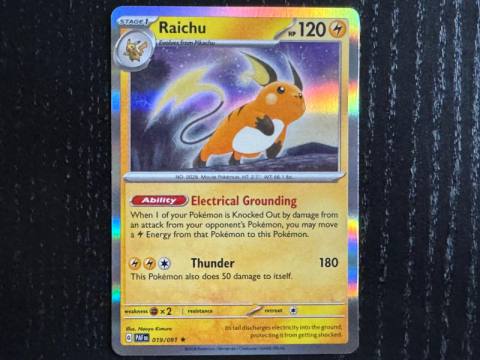 STAGE 1
Raichu
HP 120
Evolves from Pikachu
NO. 0026 Mouse Pokémon HT 2'7" WT 66.1 lbs.
Ability Electrical Grounding
When 1 of your Pokémon is Knocked Out by damage from
an attack from your opponent's Pokémon, you may move
a Energy from that Pokémon to this Pokémon.
Thunder 180
This Pokémon also does 50 damage to itself.
weakness ×2 resistance retreat
Illus. Hasuno
Its tail discharges electricity into the ground,
protecting it from getting shocked.
PAF EN 019/091